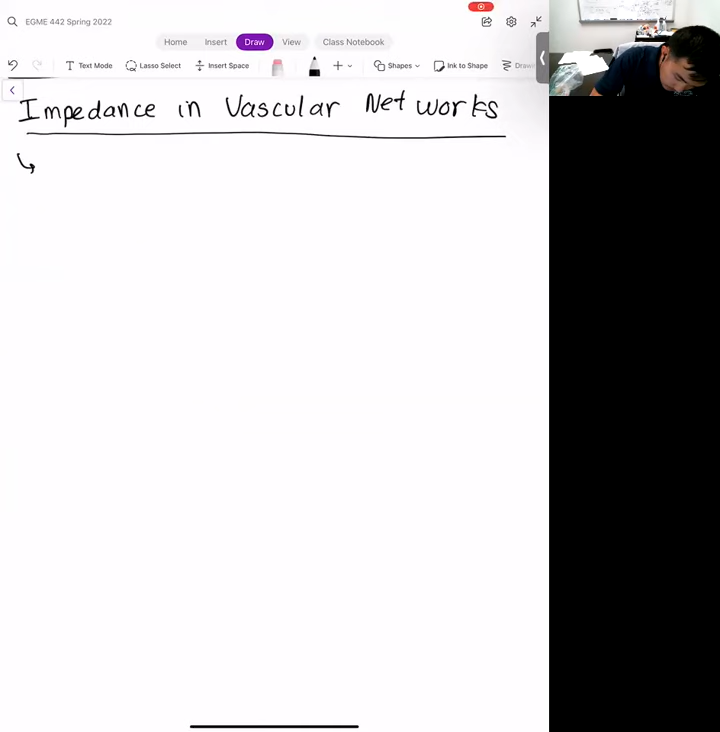 EGME 442 Spring 2022
Home Insert Draw View Class Notebook
Text Mode Lasso Select Insert Space Shapes Ink to Shape Drawi
Impedance in Vascular Networks